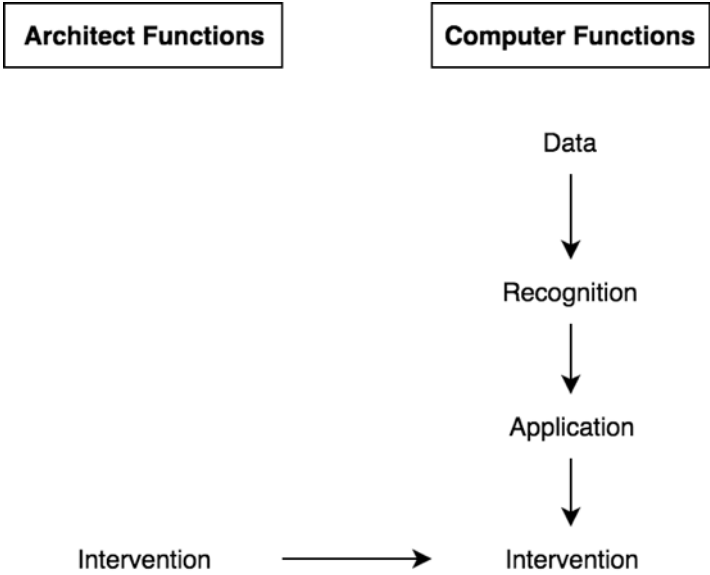 Architect Functions
Computer Functions
Data
Recognition
Application
Intervention
Intervention